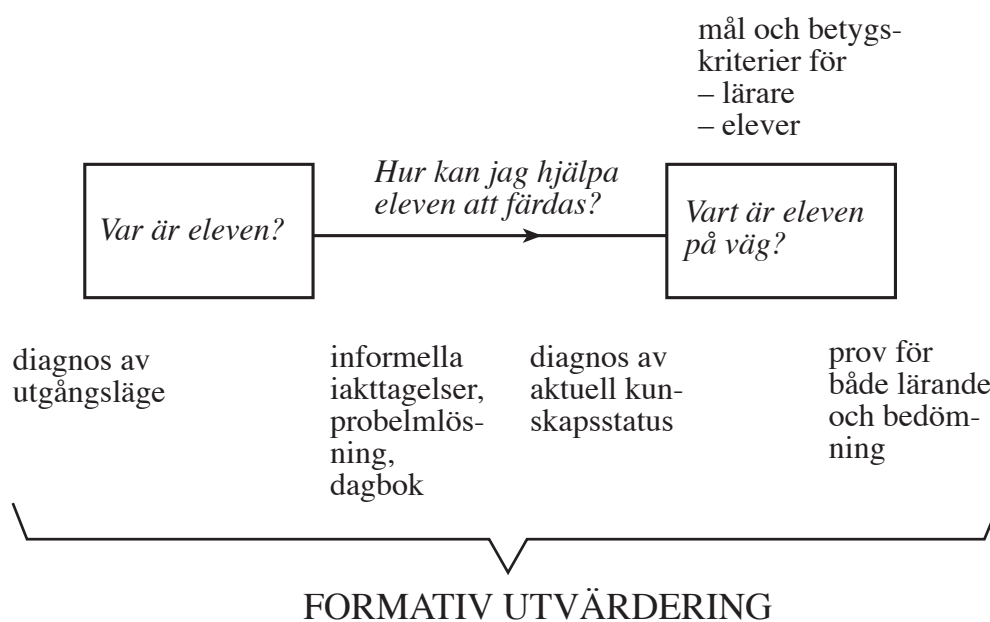 mål och betygs-
kriterier för
– lärare
– elever
Hur kan jag hjälpa
eleven att färdas?
Var är eleven?
Vart är eleven
på väg?
diagnos av
utgångsläge
informella
iakttagelser,
probelmlös-
ning,
dagbok
diagnos av
aktuell kun-
skapsstatus
prov för
både lärande
och bedöm-
ning
FORMATIV UTVÄRDERING